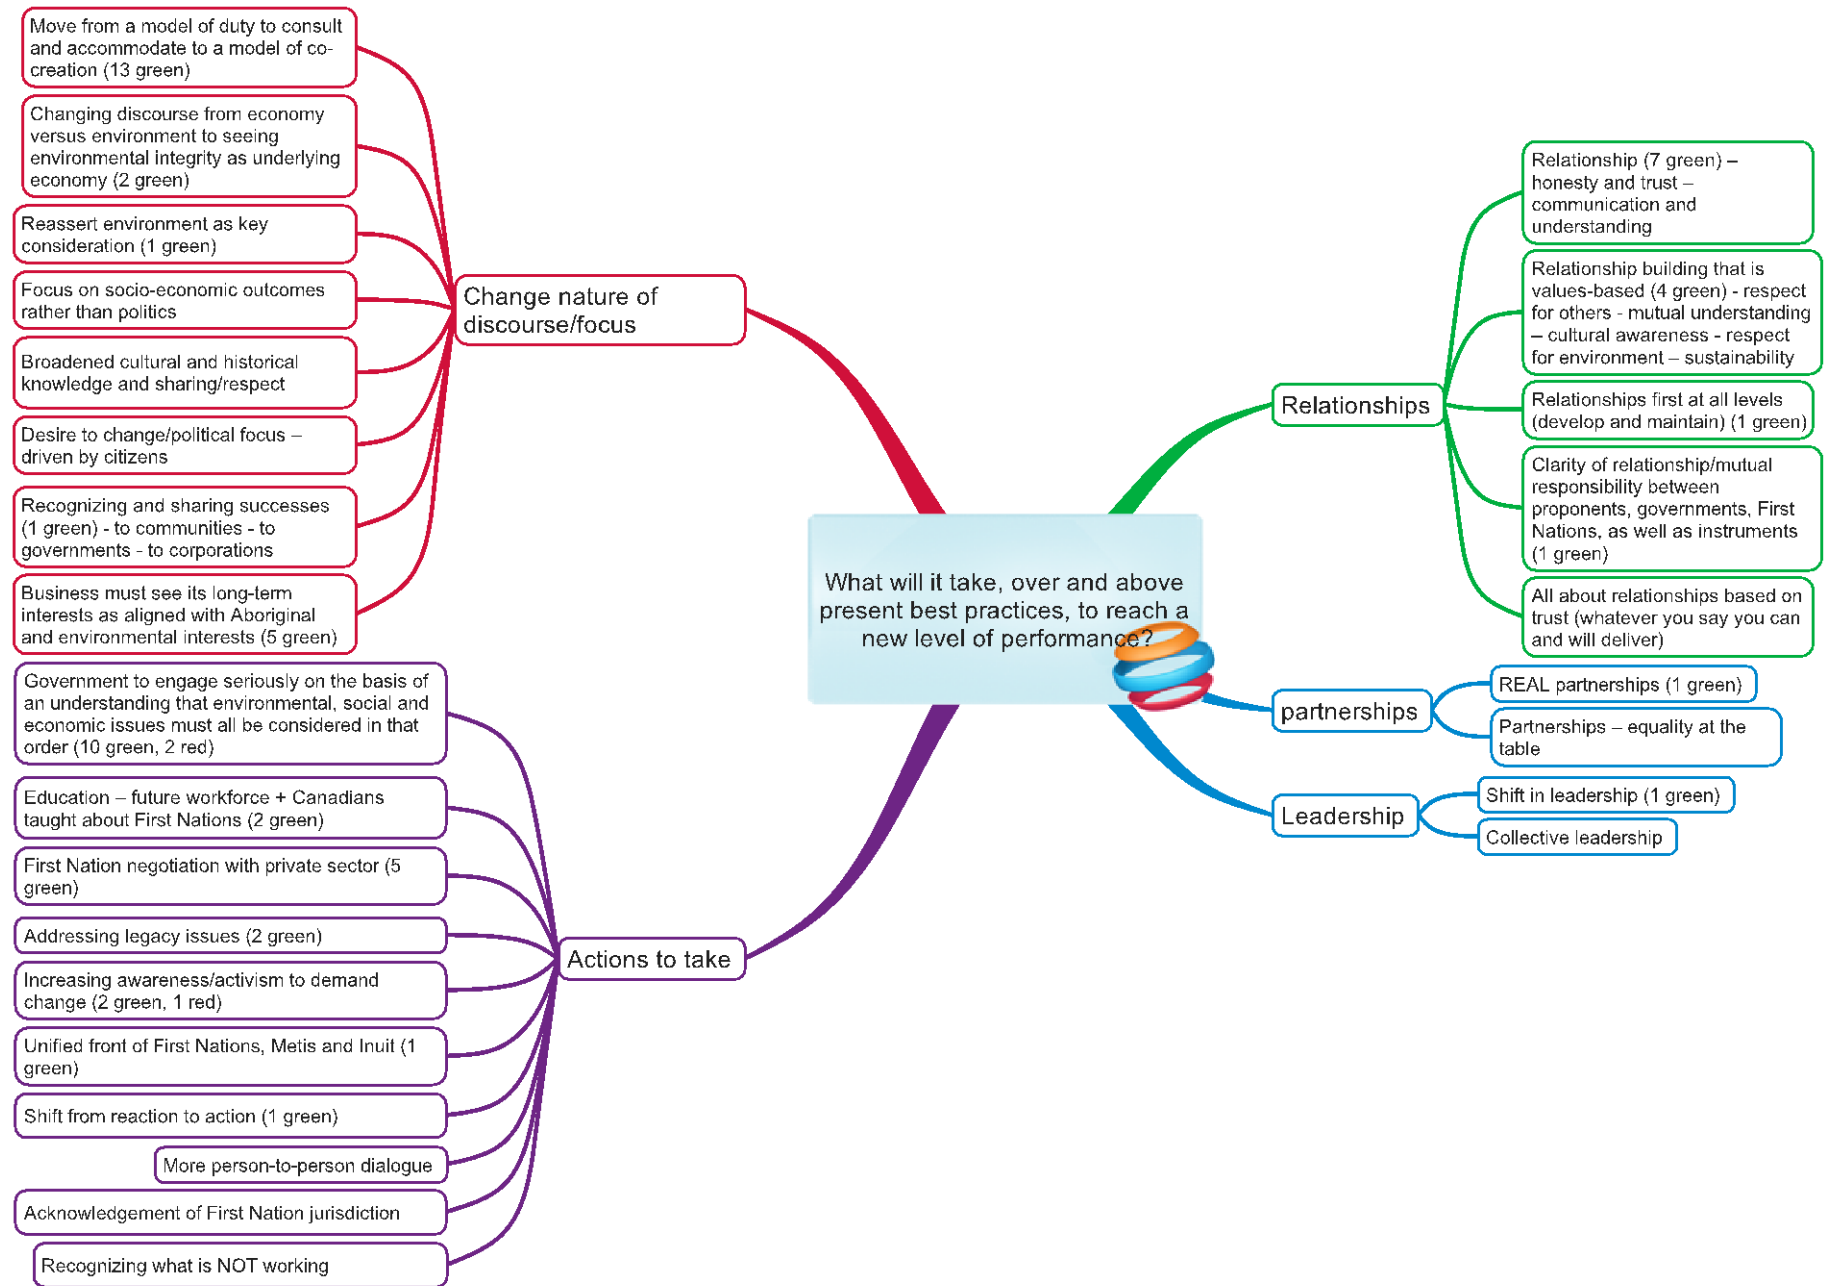 Move from a model of duty to consult
and accommodate to a model of co-
creation (13 green)
Changing discourse from economy
versus environment to seeing
environmental integrity as underlying
economy (2 green)
Reassert environment as key
consideration (1 green)
Focus on socio-economic outcomes
rather than politics
Broadened cultural and historical
knowledge and sharing/respect
Desire to change/political focus –
driven by citizens
Recognizing and sharing successes
(1 green) - to communities - to
governments - to corporations
Business must see its long-term
interests as aligned with Aboriginal
and environmental interests (5 green)
Change nature of
discourse/focus
Government to engage seriously on the basis of
an understanding that environmental, social and
economic issues must all be considered in that
order (10 green, 2 red)
Education – future workforce + Canadians
taught about First Nations (2 green)
First Nation negotiation with private sector (5
green)
Addressing legacy issues (2 green)
Increasing awareness/activism to demand
change (2 green, 1 red)
Unified front of First Nations, Metis and Inuit (1
green)
Shift from reaction to action (1 green)
More person-to-person dialogue
Acknowledgement of First Nation jurisdiction
Recognizing what is NOT working
Actions to take
What will it take, over and above
present best practices, to reach a
new level of performance?
Relationships
Relationship (7 green) –
honesty and trust –
communication and
understanding
Relationship building that is
values-based (4 green) - respect
for others - mutual understanding
– cultural awareness - respect
for environment – sustainability
Relationships first at all levels
(develop and maintain) (1 green)
Clarity of relationship/mutual
responsibility between
proponents, governments, First
Nations, as well as instruments
(1 green)
All about relationships based on
trust (whatever you say you can
and will deliver)
partnerships
REAL partnerships (1 green)
Partnerships – equality at the
table
Leadership
Shift in leadership (1 green)
Collective leadership